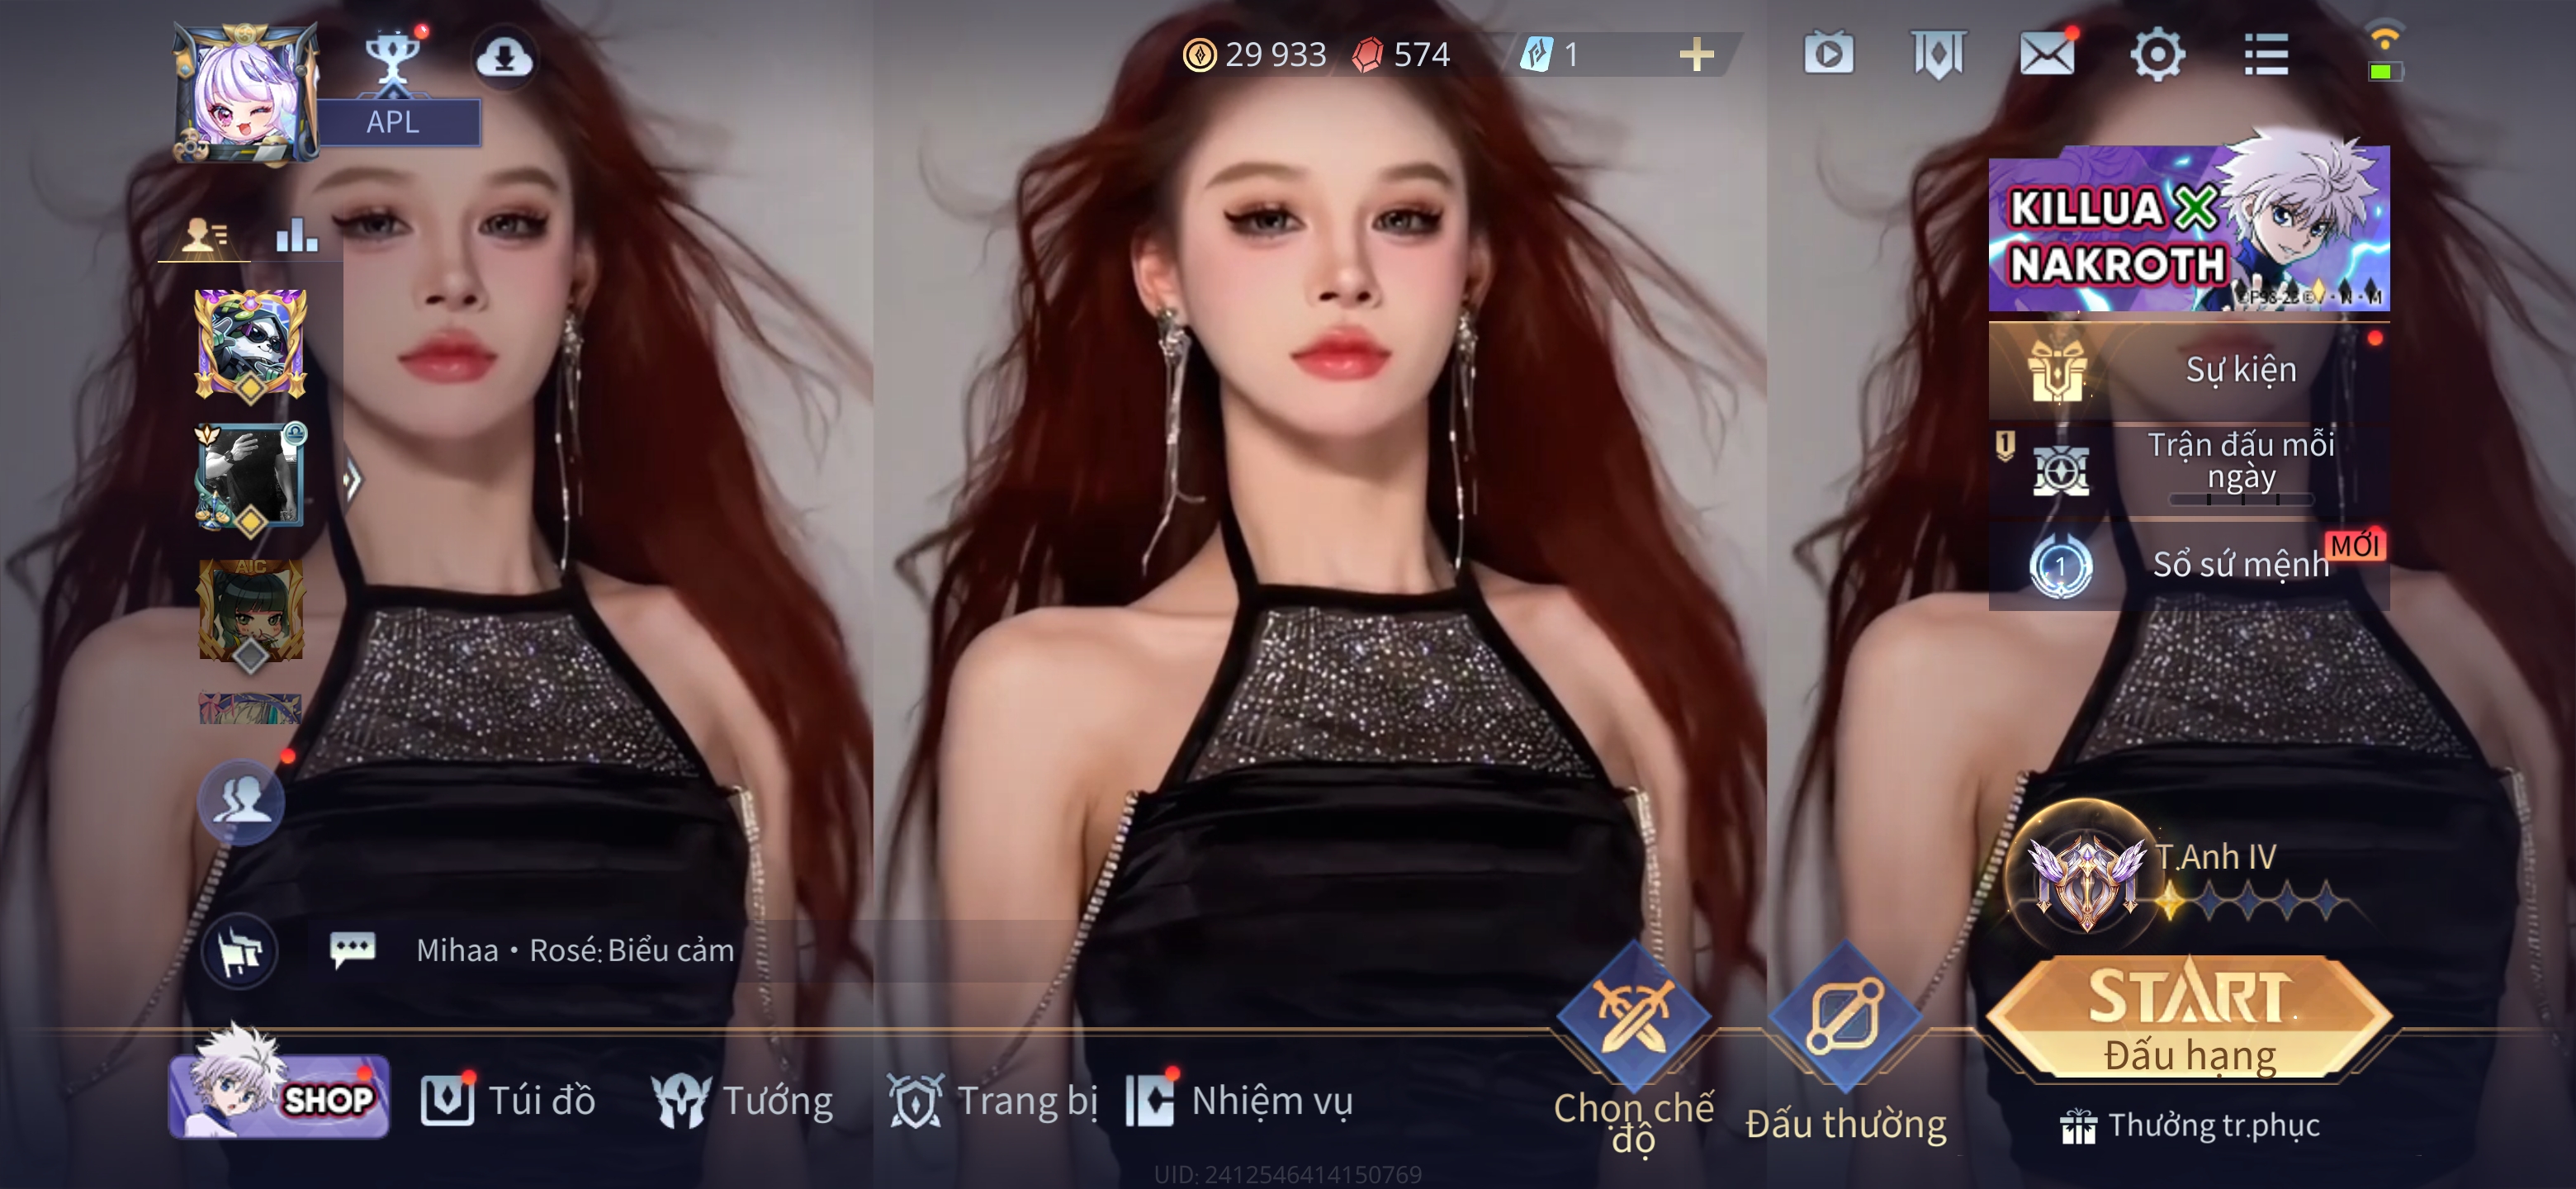 29 933
574
1
APL
KILLUA X
NAKROTH
Sự kiện
1
Trận đấu mỗi
ngày
MỚI
1
Sổ sứ mệnh
AIC
T.Anh IV
Mihaa • Rosé: Biểu cảm
START
Đấu hạng
SHOP
Túi đồ
Tướng
Trang bị
Nhiệm vụ
Chọn chế
độ
Đấu thường
Thưởng tr.phục
UID: 2412546414150769